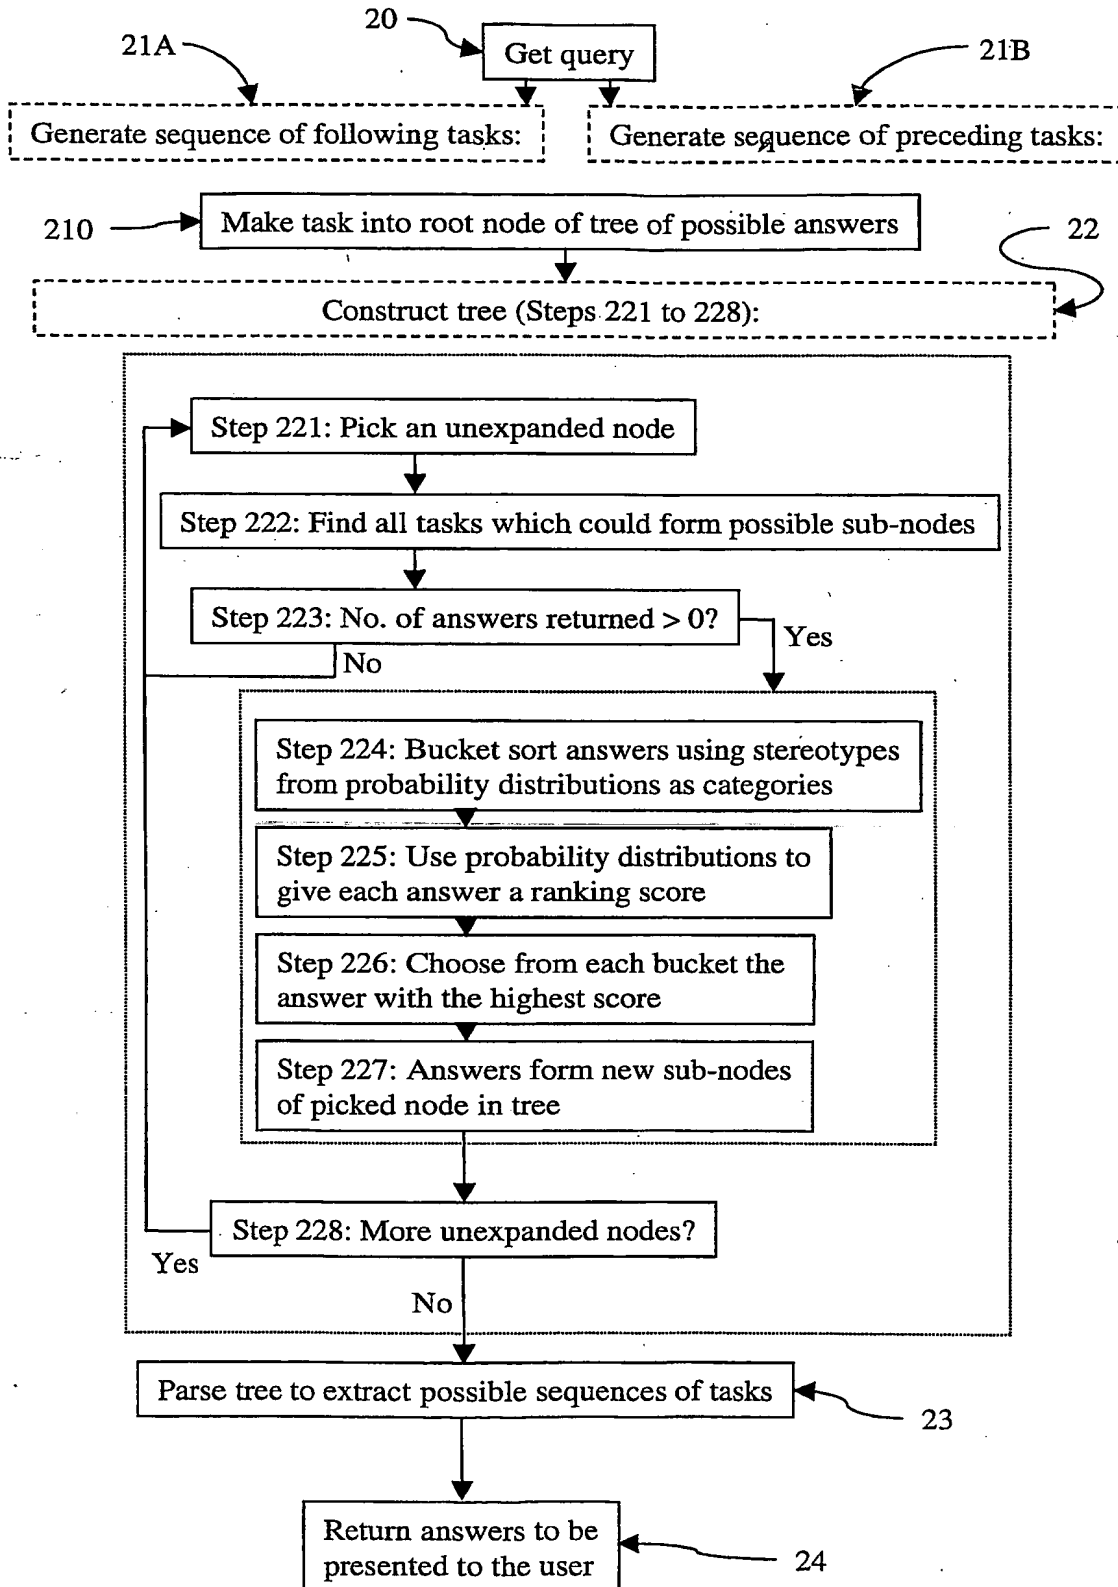 20
21A
Get query
21B
Generate sequence of following tasks:
Generate sequence of preceding tasks:
210
Make task into root node of tree of possible answers
22
Construct tree (Steps 221 to 228):
Step 221: Pick an unexpanded node
Step 222: Find all tasks which could form possible sub-nodes
Step 223: No. of answers returned > 0?
Yes
No
Step 224: Bucket sort answers using stereotypes
from probability distributions as categories
Step 225: Use probability distributions to
give each answer a ranking score
Step 226: Choose from each bucket the
answer with the highest score
Step 227: Answers form new sub-nodes
of picked node in tree
Step 228: More unexpanded nodes?
Yes
No
Parse tree to extract possible sequences of tasks
23
Return answers to be
presented to the user
24